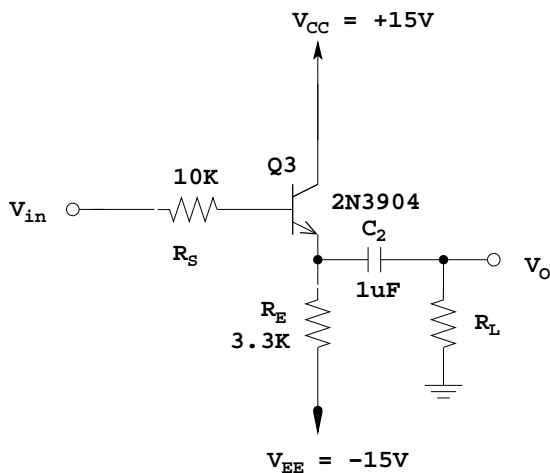 V_CC = +15V
Q3
10K
2N3904
V_in
C_2
V_O
R_S
1uF
R_E
3.3K
R_L
V_EE = -15V